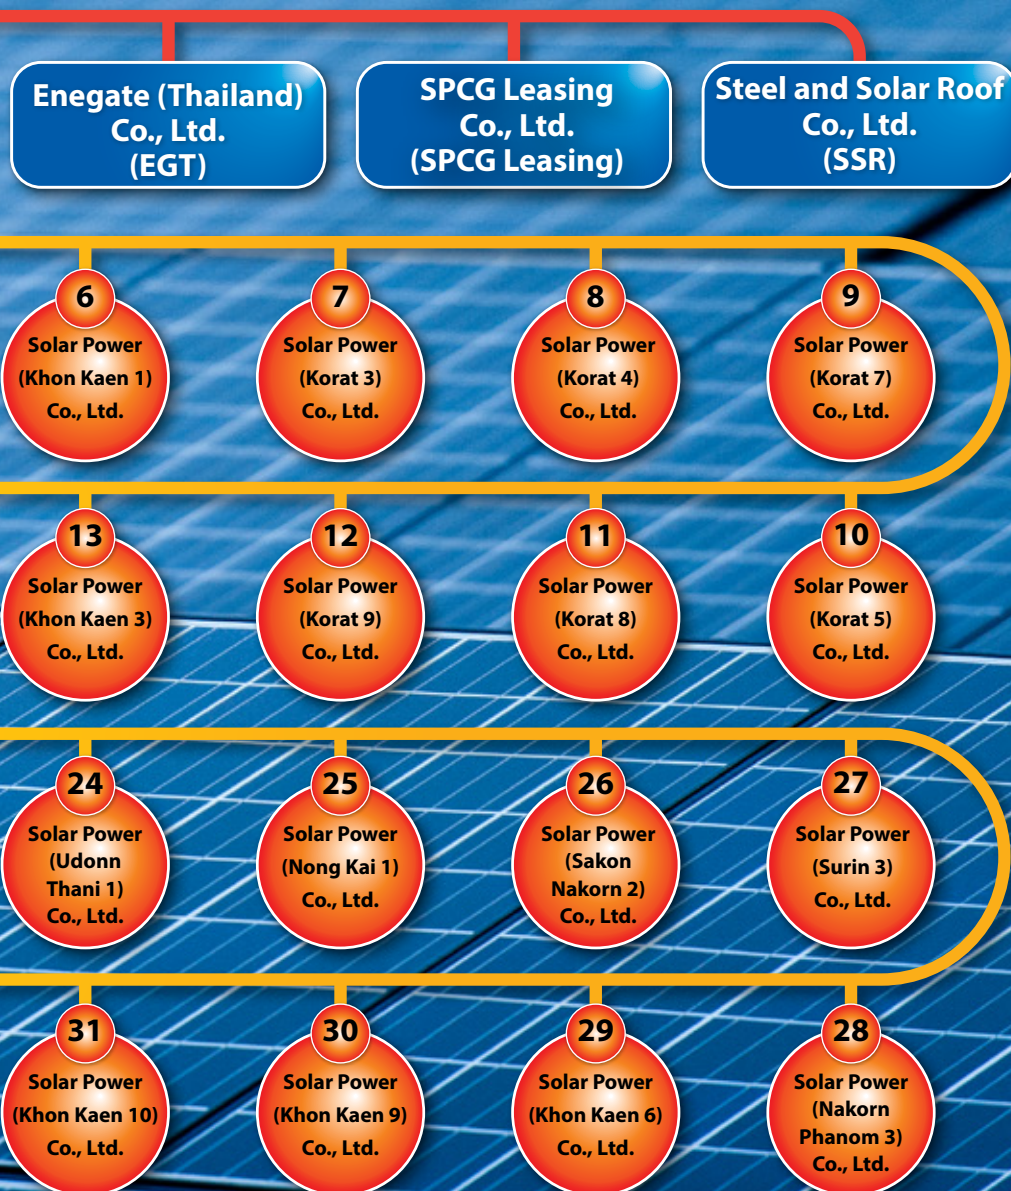 Enegate (Thailand)
Co., Ltd.
(EGT)
SPCG Leasing
Co., Ltd.
(SPCG Leasing)
Steel and Solar Roof
Co., Ltd.
(SSR)
6
Solar Power
(Khon Kaen 1)
Co., Ltd.
7
Solar Power
(Korat 3)
Co., Ltd.
8
Solar Power
(Korat 4)
Co., Ltd.
9
Solar Power
(Korat 7)
Co., Ltd.
13
Solar Power
(Khon Kaen 3)
Co., Ltd.
12
Solar Power
(Korat 9)
Co., Ltd.
11
Solar Power
(Korat 8)
Co., Ltd.
10
Solar Power
(Korat 5)
Co., Ltd.
24
Solar Power
(Udonn
Thani 1)
Co., Ltd.
25
Solar Power
(Nong Kai 1)
Co., Ltd.
26
Solar Power
(Sakon
Nakorn 2)
Co., Ltd.
27
Solar Power
(Surin 3)
Co., Ltd.
31
Solar Power
(Khon Kaen 10)
Co., Ltd.
30
Solar Power
(Khon Kaen 9)
Co., Ltd.
29
Solar Power
(Khon Kaen 6)
Co., Ltd.
28
Solar Power
(Nakorn
Phanom 3)
Co., Ltd.